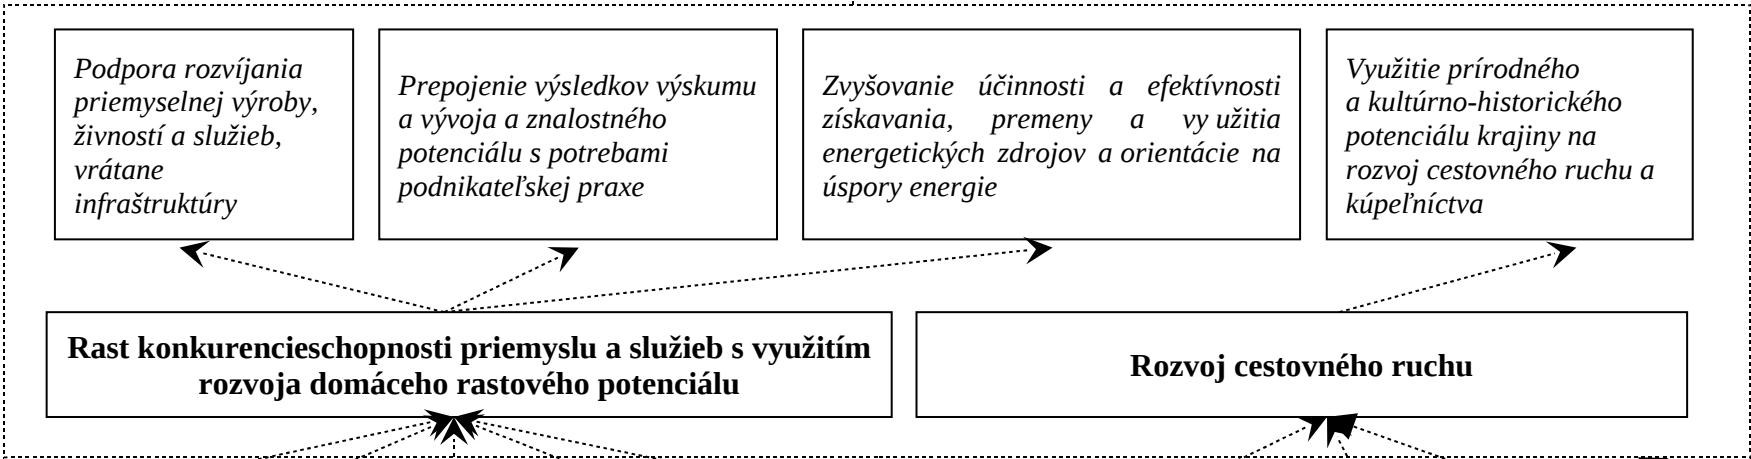 Podpora rozvíjania
priemyselnej výroby,
živností a služieb,
vrátane
infraštruktúry
Prepojenie výsledkov výskumu
a vývoja a znalostného
potenciálu s potrebami
podnikateľskej praxe
Zvyšovanie účinnosti a efektívnosti
získavania, premeny a vy užitia
energetických zdrojov a orientácie na
úspory energie
Využitie prírodného
a kultúrno-historického
potenciálu krajiny na
rozvoj cestovného ruchu a
kúpeľníctva
Rast konkurencieschopnosti priemyslu a služieb s využitím
rozvoja domáceho rastového potenciálu
Rozvoj cestovného ruchu